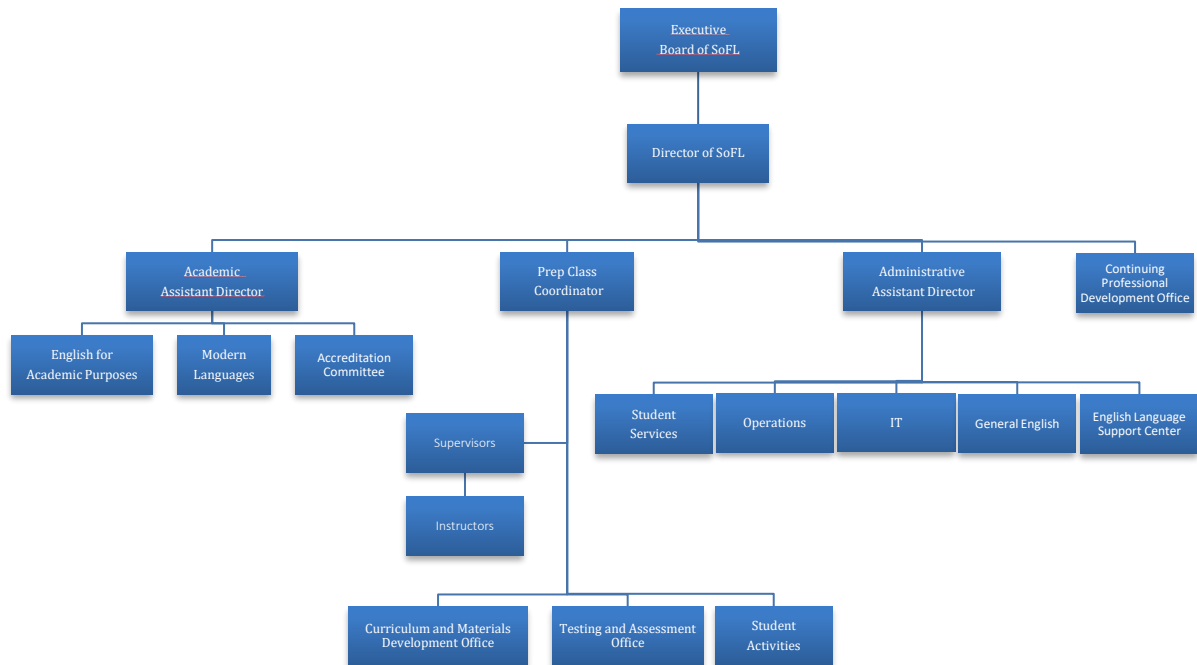 Executive
Board of SoFL
Director of SoFL
Academic
Assistant Director
Prep Class
Coordinator
Administrative
Assistant Director
Continuing
Professional
Development Office
English for
Academic Purposes
Modern
Languages
Accreditation
Committee
Student
Services
Operations
IT
General English
English Language
Support Center
Supervisors
Instructors
Curriculum and Materials
Development Office
Testing and Assessment
Office
Student
Activities